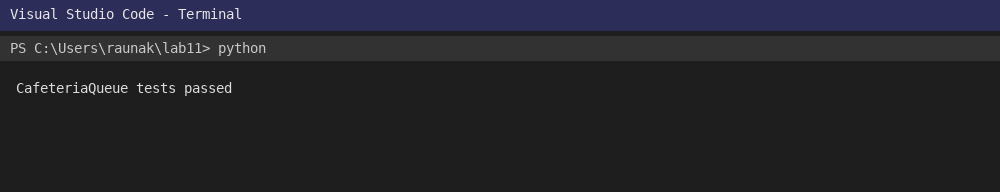 Visual Studio Code - Terminal
PS C:\Users\raunak\lab11> python
CafeteriaQueue tests passed